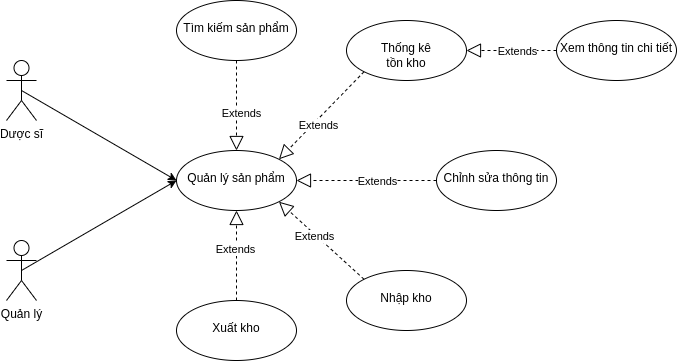 Tìm kiếm sản phẩm
Thống kê
tồn kho
Extends
Xem thông tin chi tiết
Extends
Extends
Dược sĩ
Quản lý sản phẩm
Extends
Chỉnh sửa thông tin
Extends
Extends
Quản lý
Xuất kho
Nhập kho